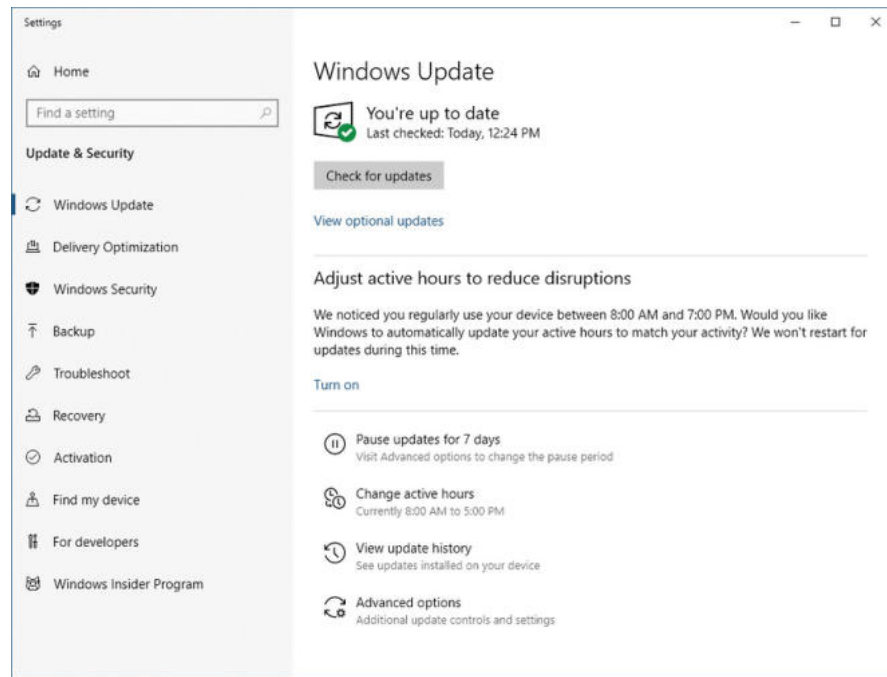 Settings
Home
Find a setting
Update & Security
Windows Update
Delivery Optimization
Windows Security
Backup
Troubleshoot
Recovery
Activation
Find my device
For developers
Windows Insider Program
Windows Update
You're up to date
Last checked: Today, 12:24 PM
Check for updates
View optional updates
Adjust active hours to reduce disruptions
We noticed you regularly use your device between 8:00 AM and 7:00 PM. Would you like
Windows to automatically update your active hours to match your activity? We won't restart for
updates during this time.
Turn on
Pause updates for 7 days
Visit Advanced options to change the pause period
Change active hours
Currently 8:00 AM to 5:00 PM
View update history
See updates installed on your device
Advanced options
Additional update controls and settings